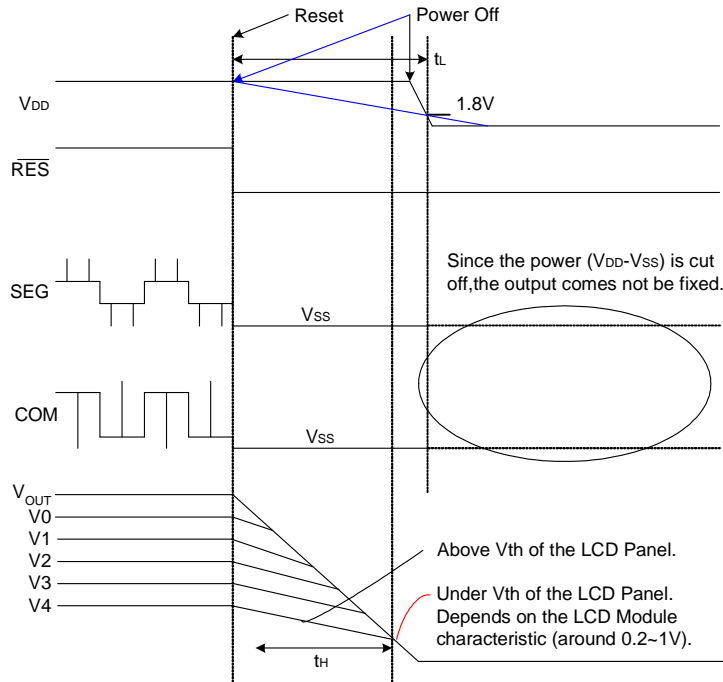 Reset
Power Off
tL
VDD
1.8V
RES
Since the power (VDD-VSS) is cut
off,the output comes not be fixed.
SEG
VSS
COM
VSS
VOUT
V0
V1
V2
V3
V4
Above Vth of the LCD Panel.
Under Vth of the LCD Panel.
Depends on the LCD Module
characteristic (around 0.2~1V).
tH